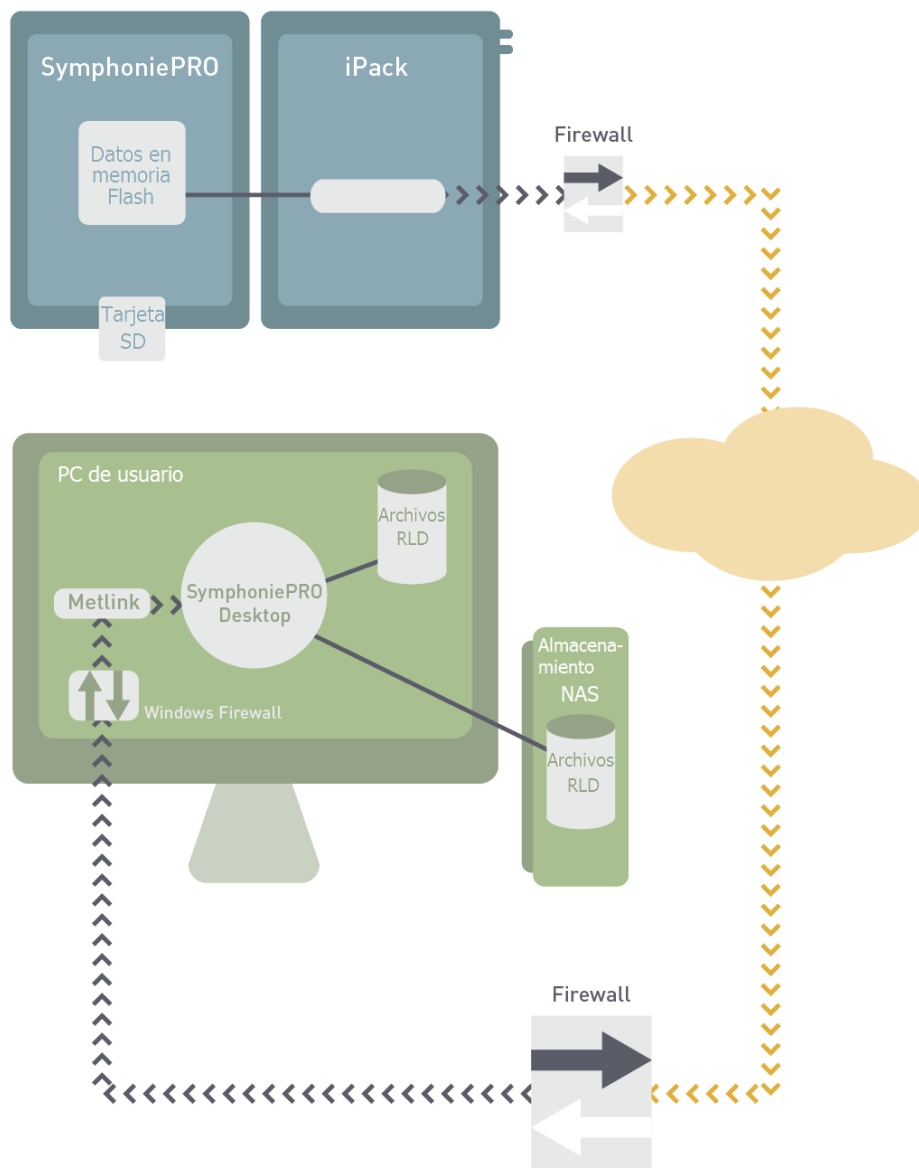 SymphoniePRO
iPack
Datos en
memoria
Flash
Firewall
Tarjeta
SD
PC de usuario
Archivos
RLD
Metlink
SymphoniePRO
Desktop
Windows Firewall
Almacena-
miento
NAS
Archivos
RLD
Firewall